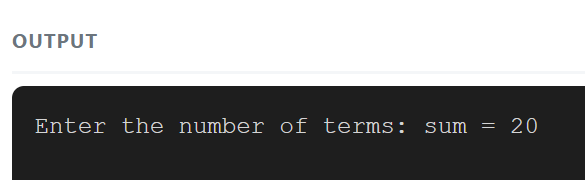 OUTPUT
Enter the number of terms: sum = 20